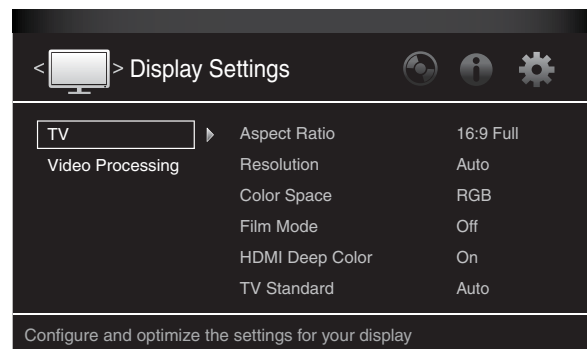 < > Display Settings
TV
Video Processing
Aspect Ratio 16:9 Full
Resolution Auto
Color Space RGB
Film Mode Off
HDMI Deep Color On
TV Standard Auto
Configure and optimize the settings for your display